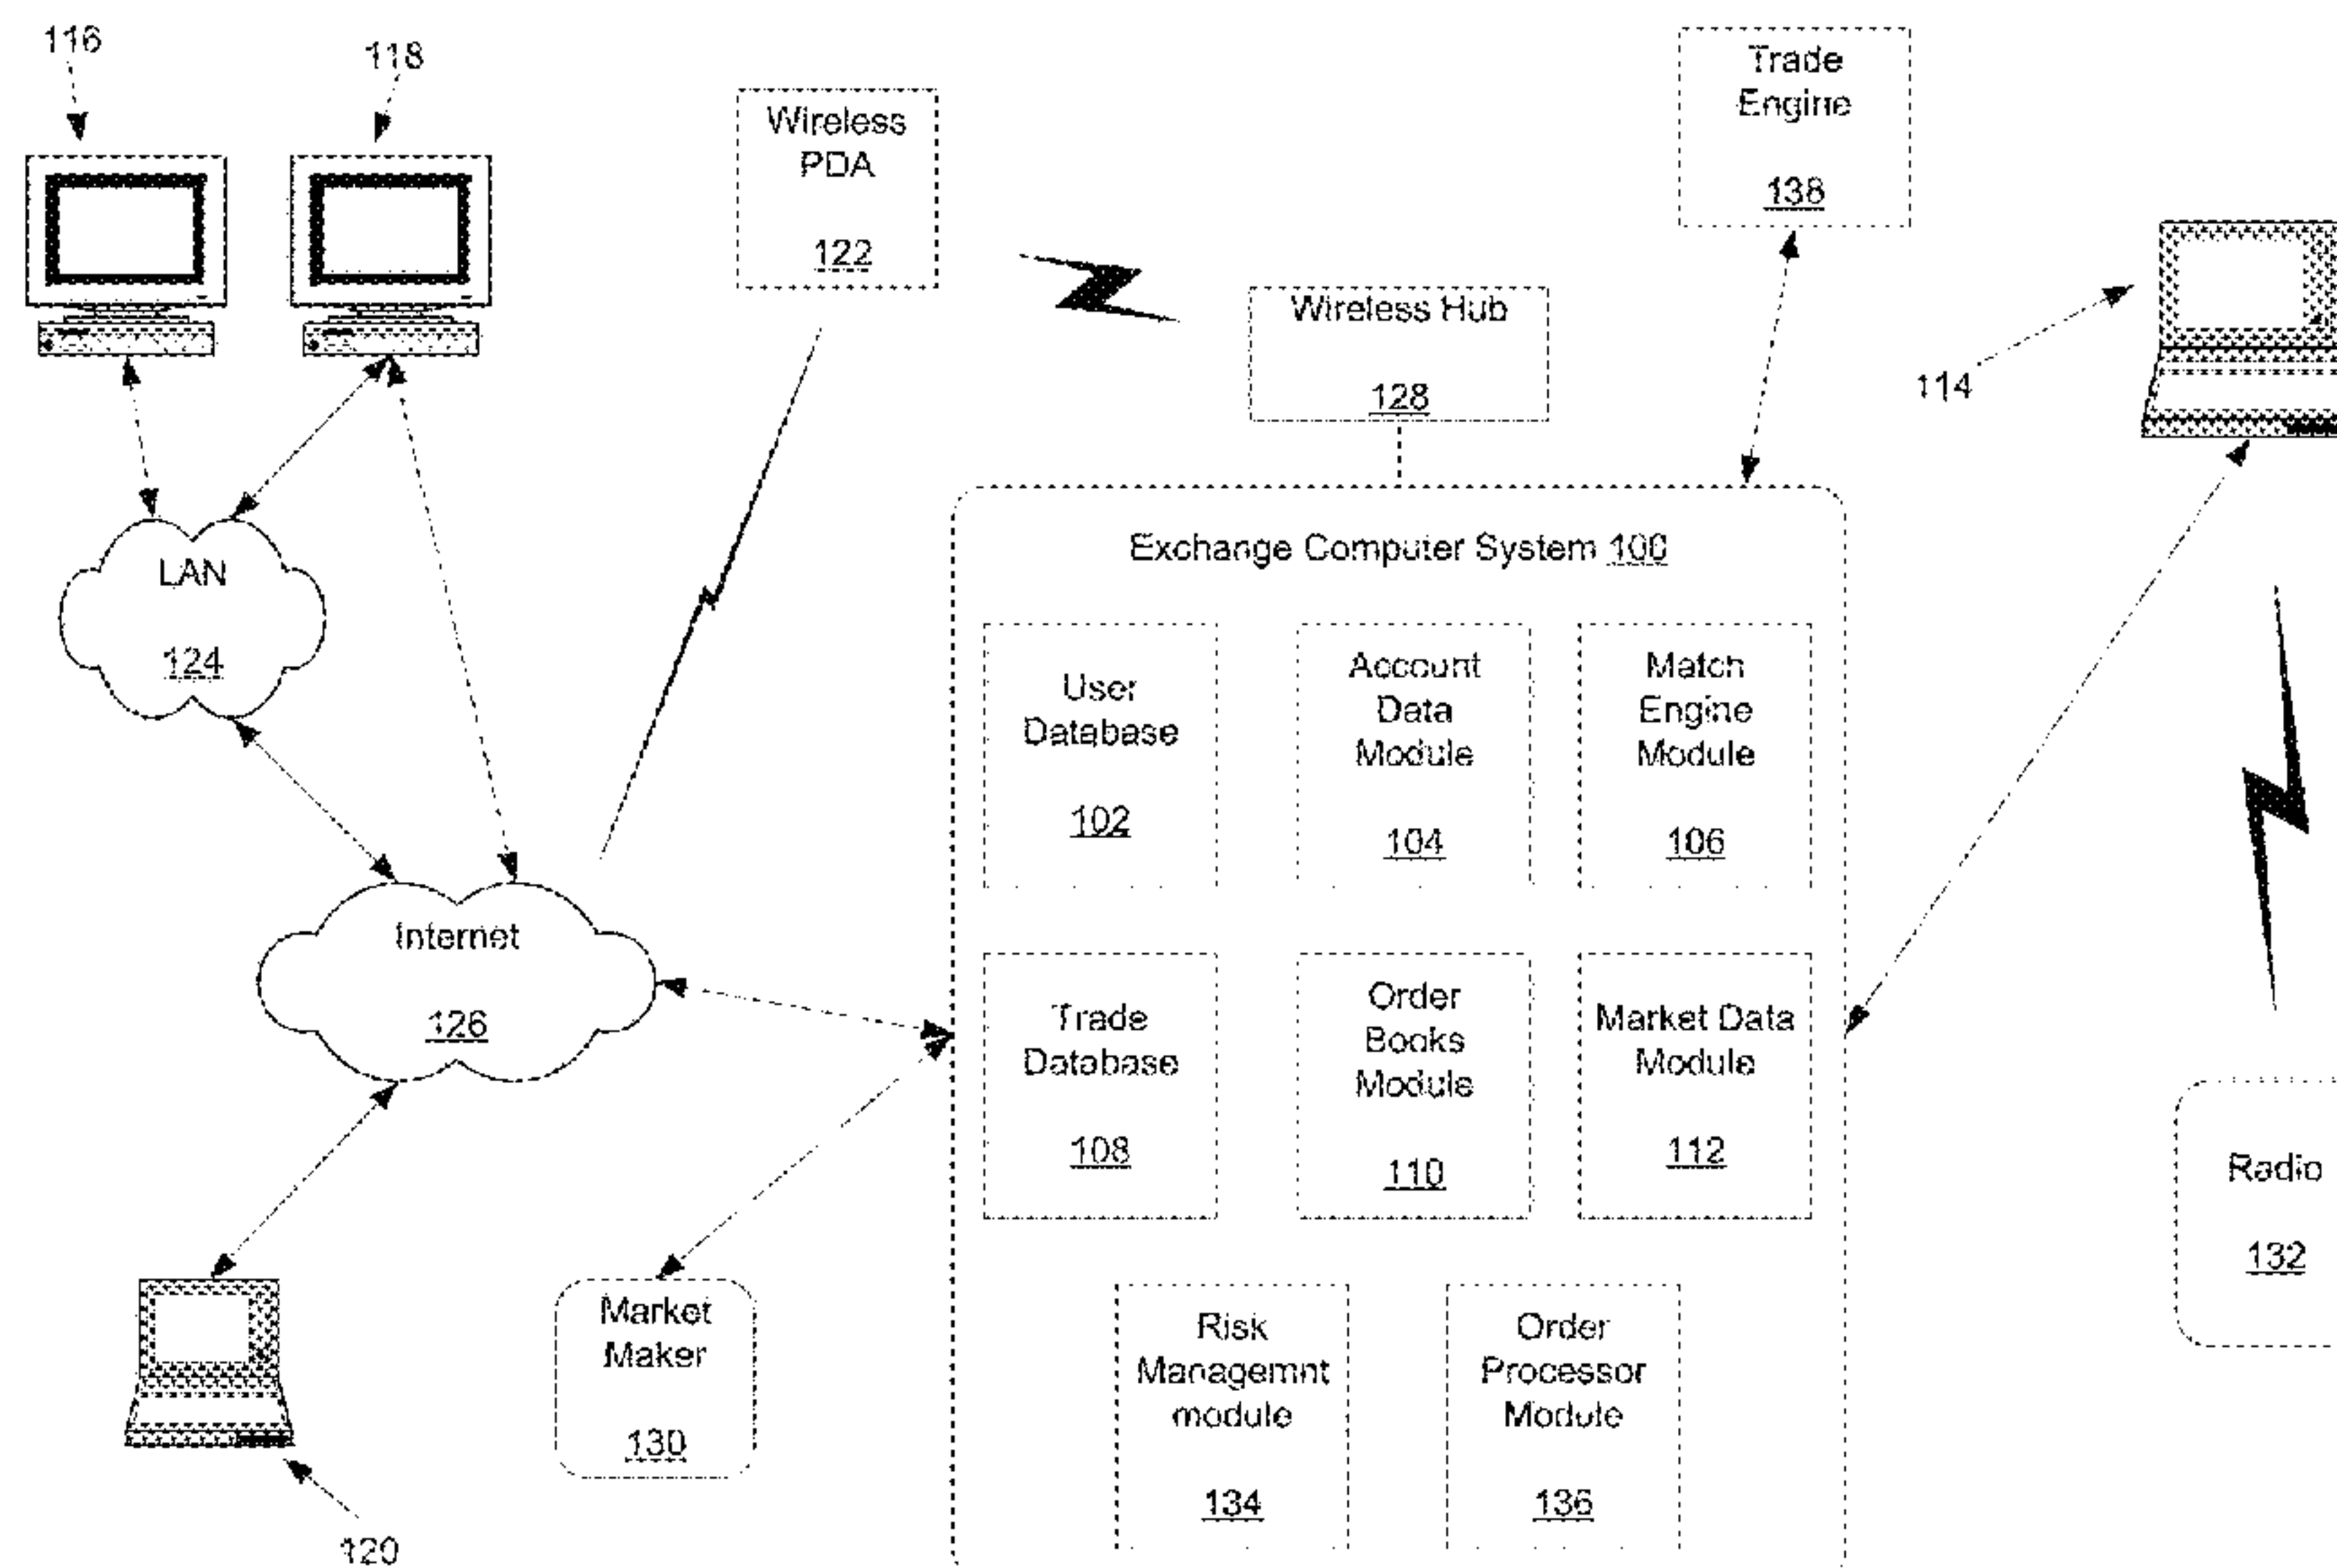 116
118
Wireless
PDA
122
Trade
Engine
138
Wireless Hub
128
114
LAN
124
Exchange Computer System 100
User
Database
102
Account
Data
Module
104
Match
Engine
Module
106
Internet
126
Trade
Database
108
Order
Books
Module
110
Market Data
Module
112
Radio
132
Market
Maker
130
Risk
Managemnt
module
134
Order
Processor
Module
136
120